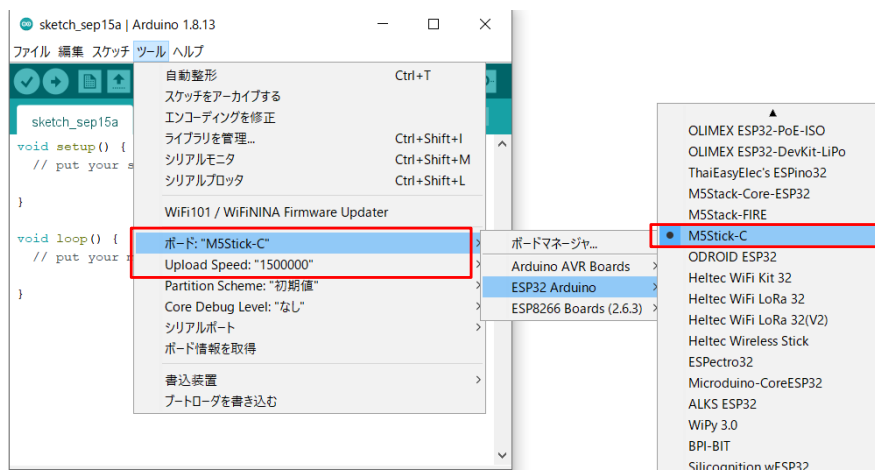 sketch_sep15a | Arduino 1.8.13
ファイル 編集 スケッチ ツール ヘルプ
sketch_sep15a
void setup() {
// put your s
}
void loop() {
// put your
}
自動整形 Ctrl+T
スケッチをアーカイブする
エンコーディングを修正
ライブラリを管理... Ctrl+Shift+I
シリアルモニタ Ctrl+Shift+M
シリアルプロッタ Ctrl+Shift+L
WiFi101 / WiFiNINA Firmware Updater
ボード: "M5Stick-C"
Upload Speed: "1500000"
Partition Scheme: "初期値"
Core Debug Level: "なし"
シリアルポート
ボード情報を取得
書込装置
ブートローダを書き込む
ボードマネージャ...
Arduino AVR Boards
ESP32 Arduino
ESP8266 Boards (2.6.3)
OLIMEX ESP32-PoE-ISO
OLIMEX ESP32-DevKit-LiPo
ThaiEasyElec's ESPino32
M5Stack-Core-ESP32
M5Stack-FIRE
M5Stick-C
ODROID ESP32
Heltec WiFi Kit 32
Heltec WiFi LoRa 32
Heltec WiFi LoRa 32(V2)
Heltec Wireless Stick
ESPectro32
Microduino-CoreESP32
ALKS ESP32
WiPy 3.0
BPI-BIT
Silicognition wESP32